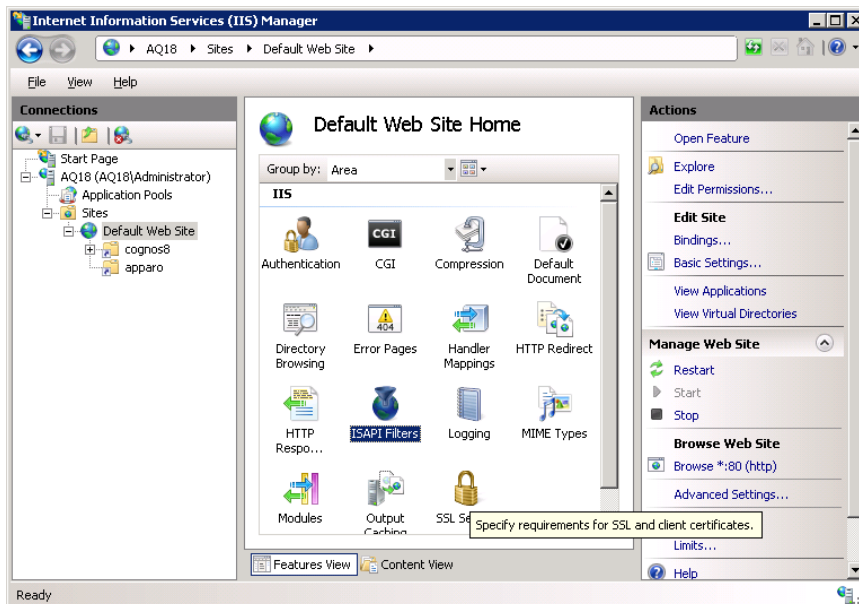 Internet Information Services (IIS) Manager
AQ18 Sites Default Web Site
File View Help
Connections
Start Page
AQ18 (AQ18\Administrator)
Application Pools
Sites
Default Web Site
cognos8
apparo
Default Web Site Home
Group by: Area
IIS
Authentication
CGI
CGI
Compression
Default
Document
Directory
Browsing
404
Error Pages
Handler
Mappings
HTTP Redirect
HTTP
Respo...
ISAPI Filters
Logging
MIME Types
Modules
Output
Caching
SSL Se
Specify requirements for SSL and client certificates.
Features View Content View
Actions
Open Feature
Explore
Edit Permissions...
Edit Site
Bindings...
Basic Settings...
View Applications
View Virtual Directories
Manage Web Site
Restart
Start
Stop
Browse Web Site
Browse *:80 (http)
Advanced Settings...
Limits...
Help
Ready